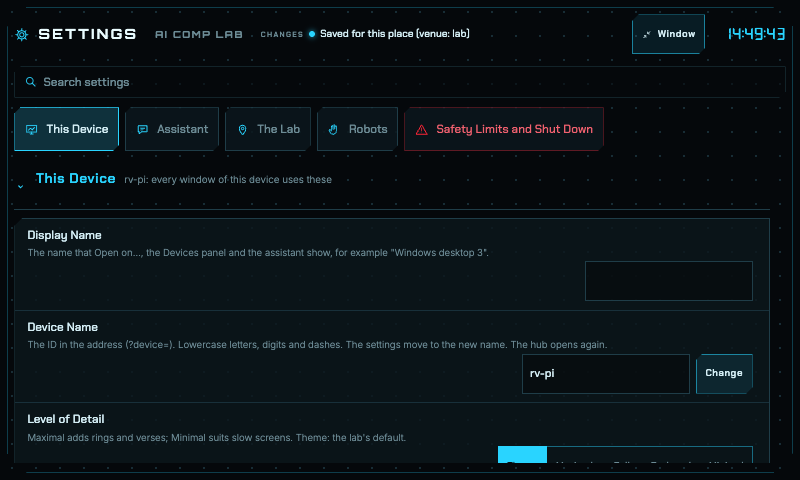 SETTINGS AI COMP LAB CHANGES Saved for this place (venue: lab) Window 14:49:43
Search settings
This Device Assistant The Lab Robots Safety Limits and Shut Down
This Device rv-pi: every window of this device uses these
Display Name
The name that Open on..., the Devices panel and the assistant show, for example "Windows desktop 3".
Device Name
The ID in the address (?device=). Lowercase letters, digits and dashes. The settings move to the new name. The hub opens again.
rv-pi Change
Level of Detail
Maximal adds rings and verses; Minimal suits slow screens. Theme: the lab's default.